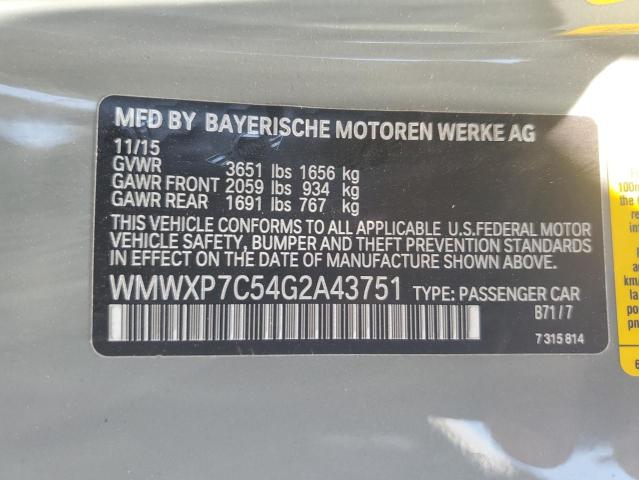 MFD BY BAYERISCHE MOTOREN WERKE AG
11/15
GVWR 3651 lbs 1656 kg
GAWR FRONT 2059 lbs 934 kg
GAWR REAR 1691 lbs 767 kg
THIS VEHICLE CONFORMS TO ALL APPLICABLE U.S.FEDERAL MOTOR
VEHICLE SAFETY, BUMPER AND THEFT PREVENTION STANDARDS
IN EFFECT ON THE DATE OF MANUFACTURE SHOWN ABOVE.
WMWXP7C54G2A43751 TYPE: PASSENGER CAR
B71/7
7 315 814
100m
the